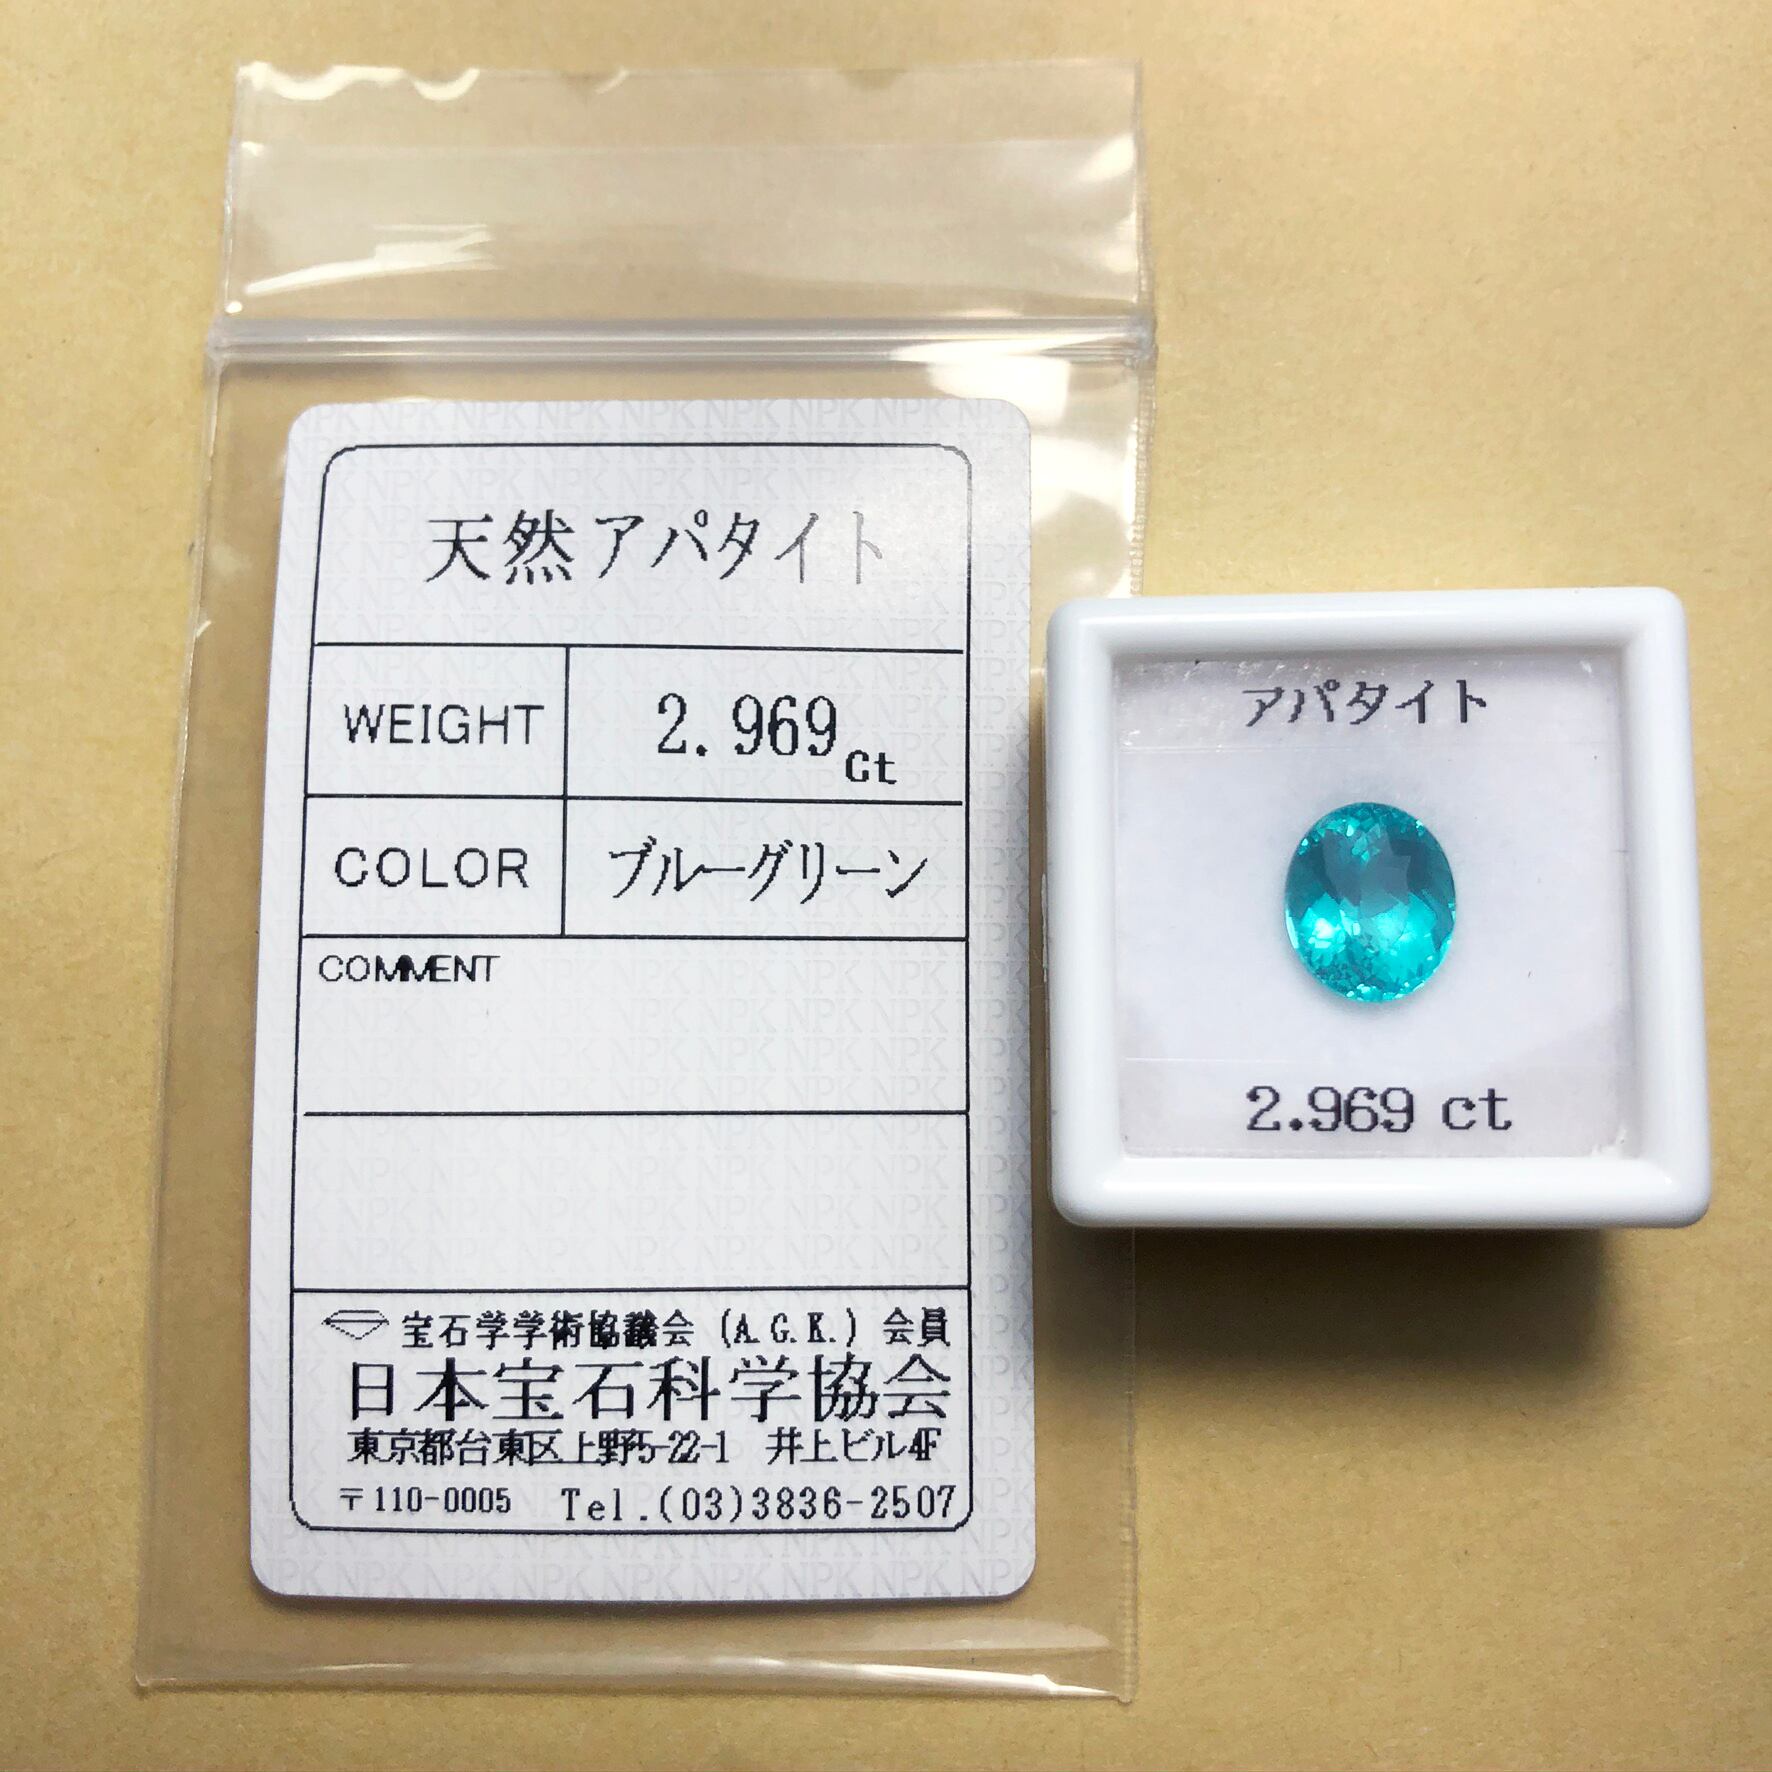 天然アパタイト
WEIGHT 2.969ct
COLOR ブルーグリーン
COMMENT
宝石学学術協議会 (A.G.K.) 会員
日本宝石科学協会
東京都台東区上野5-22-1 井上ビル4F
〒110-0005 Tel.(03)3836-2507
アパタイト
2.969 ct